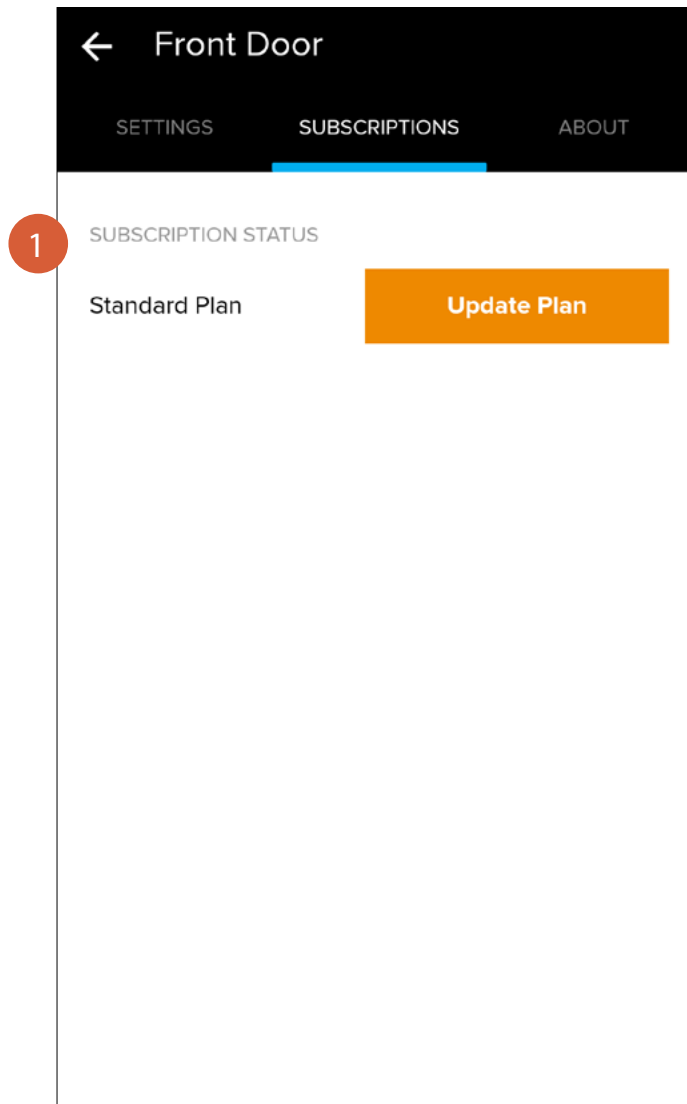 Front Door
SETTINGS SUBSCRIPTIONS ABOUT
1 SUBSCRIPTION STATUS
Standard Plan Update Plan